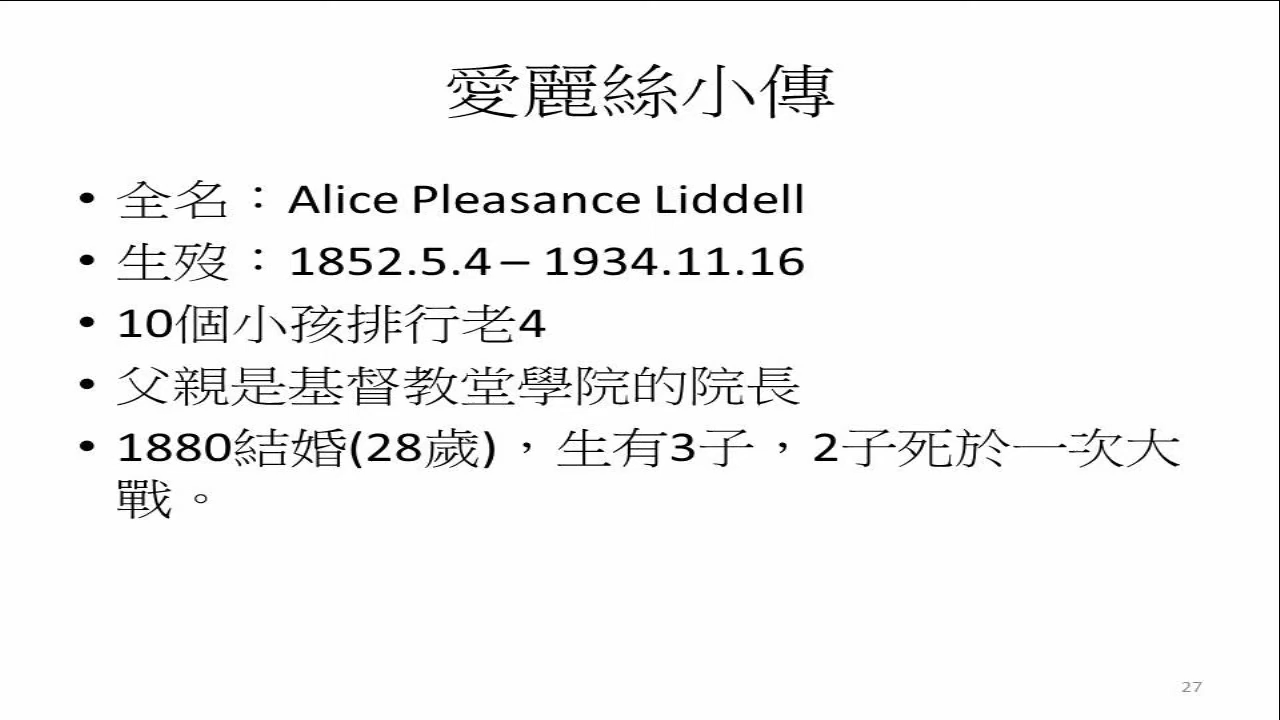 愛麗絲小傳
• 全名：Alice Pleasance Liddell
• 生歿：1852.5.4 – 1934.11.16
• 10個小孩排行老4
• 父親是基督教堂學院的院長
• 1880結婚(28歲)，生有3子，2子死於一次大
戰。
27